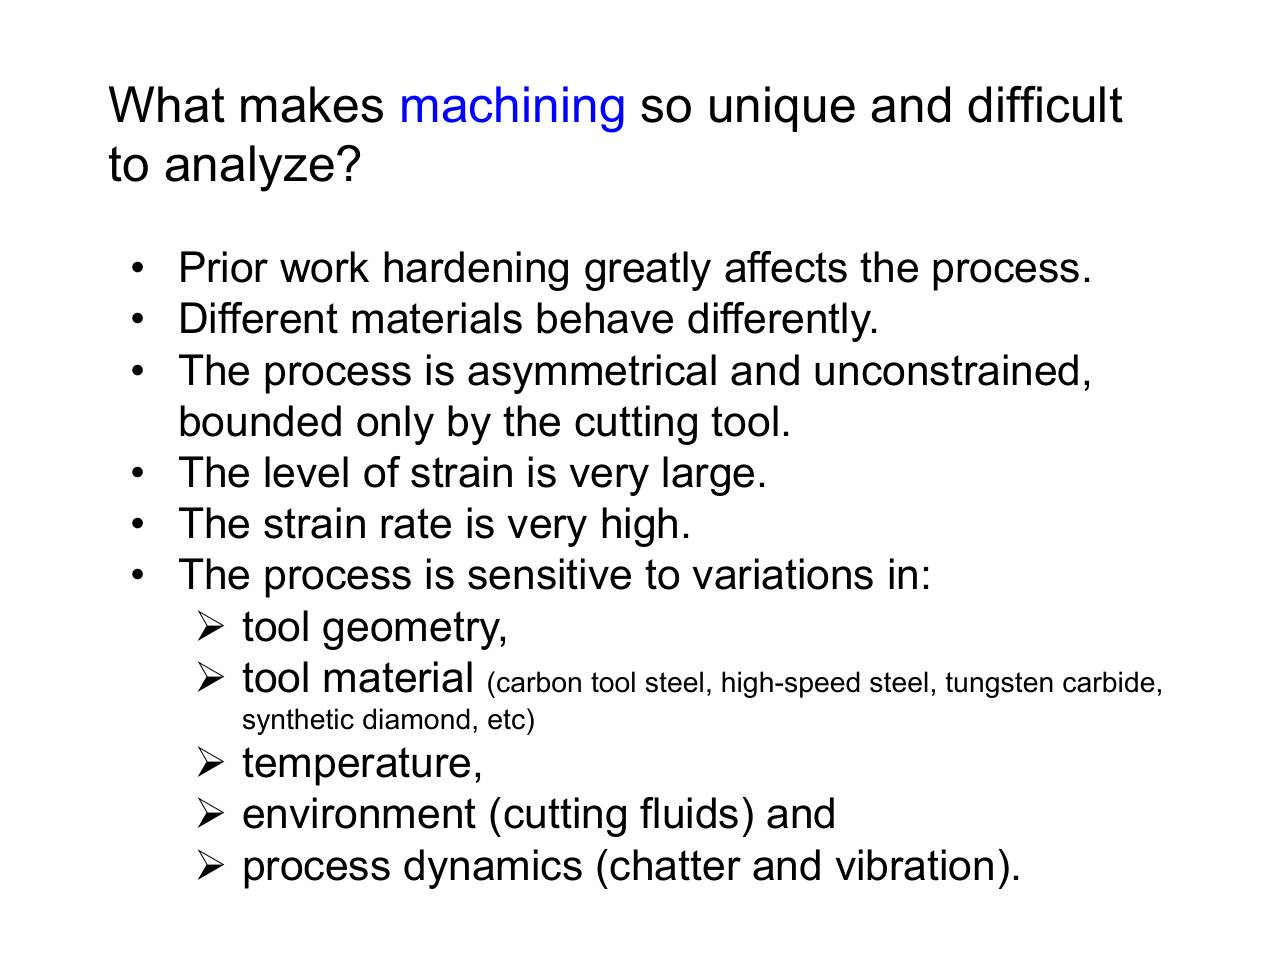 What makes machining so unique and difficult
to analyze?
• Prior work hardening greatly affects the process.
• Different materials behave differently.
• The process is asymmetrical and unconstrained,
bounded only by the cutting tool.
• The level of strain is very large.
• The strain rate is very high.
• The process is sensitive to variations in:
➢ tool geometry,
➢ tool material (carbon tool steel, high-speed steel, tungsten carbide,
synthetic diamond, etc)
➢ temperature,
➢ environment (cutting fluids) and
➢ process dynamics (chatter and vibration).